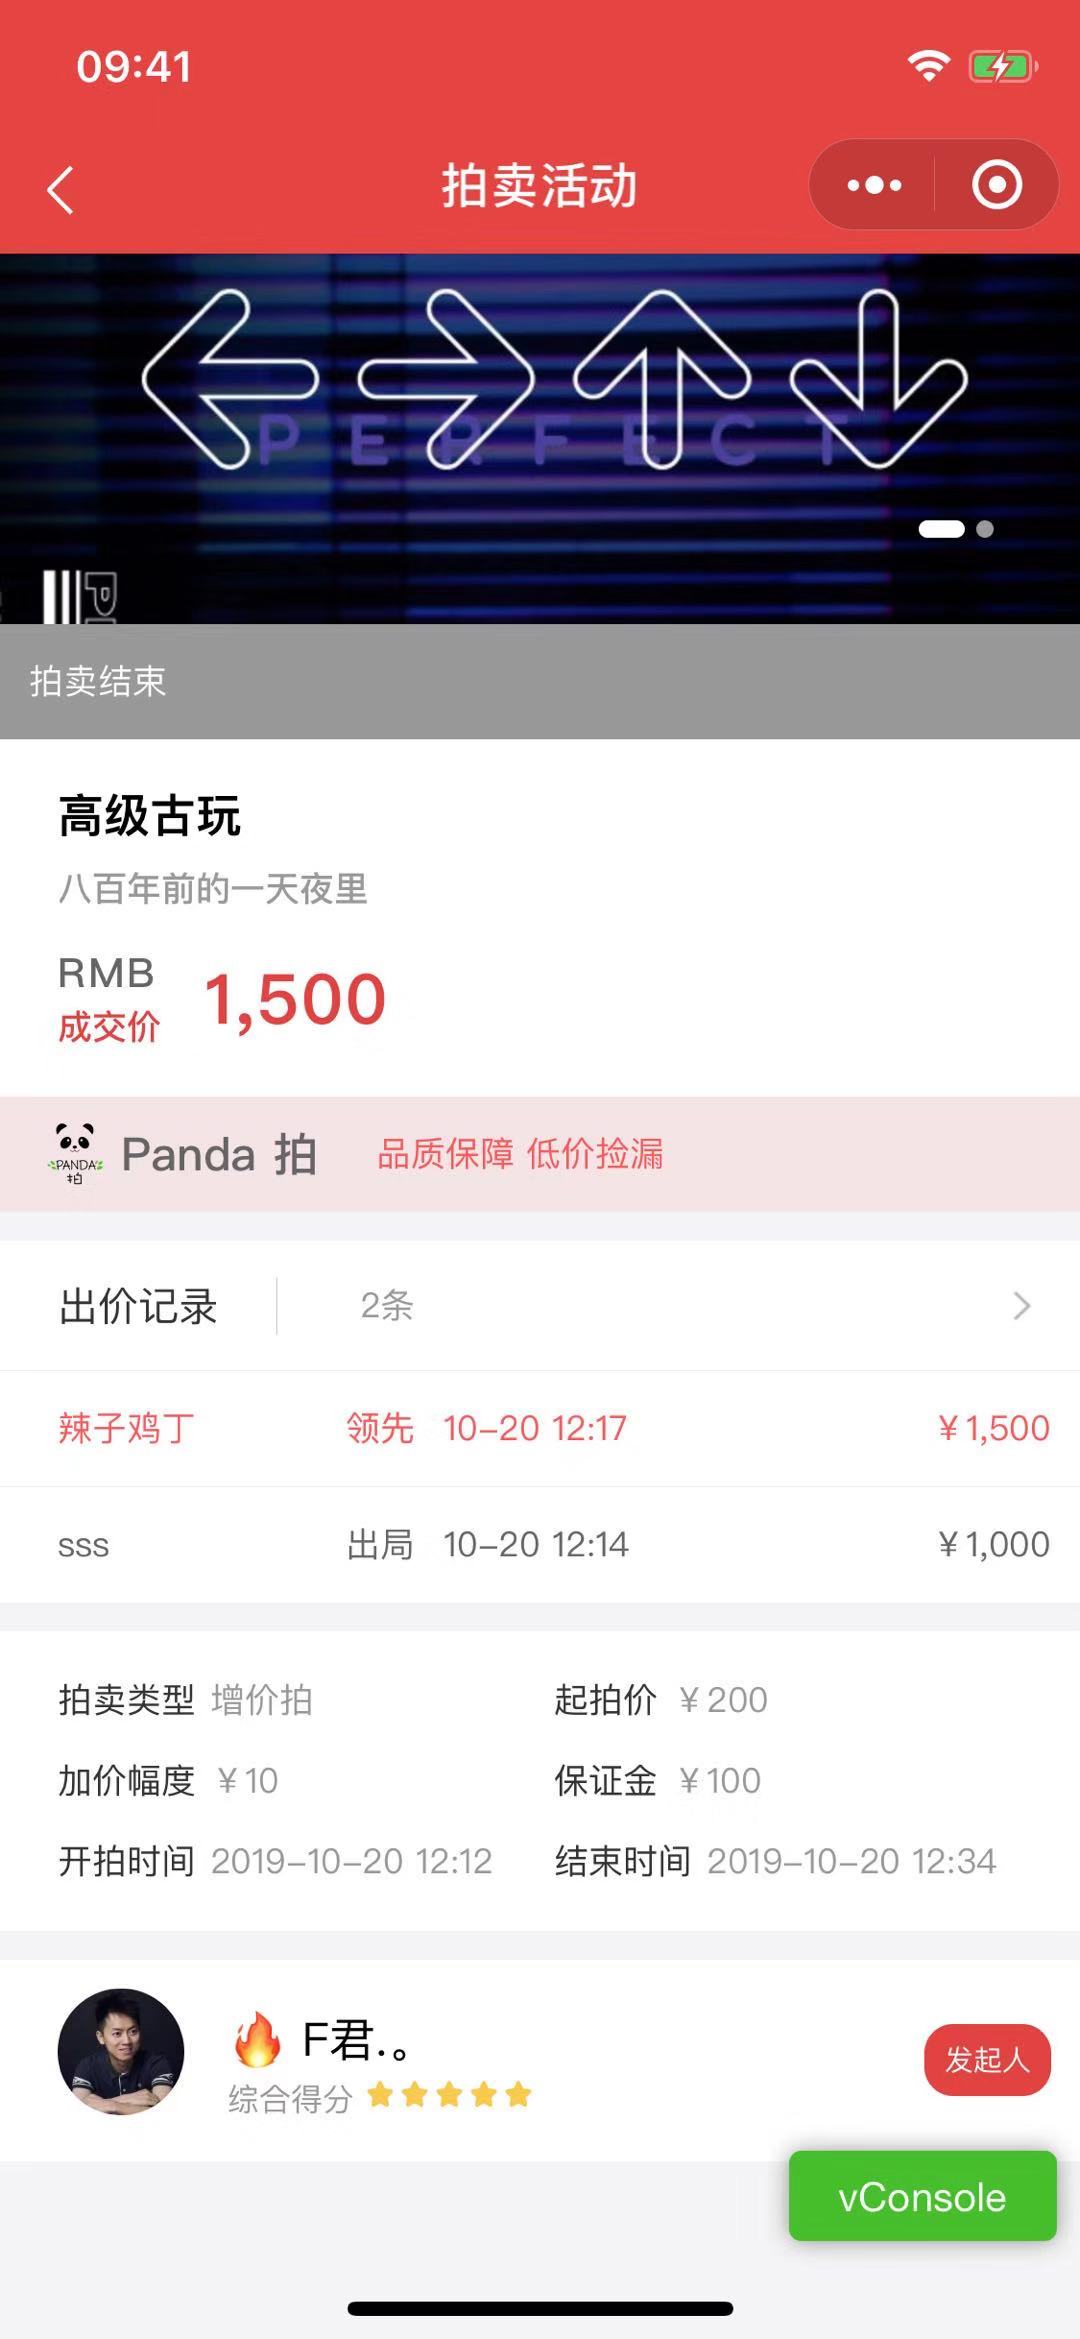 09:41
拍卖活动
PERFECT
拍卖结束
高级古玩
八百年前的一天夜里
RMB
成交价 1,500
PANDA
拍
Panda 拍 品质保障 低价捡漏
出价记录 2条
辣子鸡丁 领先 10-20 12:17 ¥1,500
sss 出局 10-20 12:14 ¥1,000
拍卖类型 增价拍 起拍价 ¥200
加价幅度 ¥10 保证金 ¥100
开拍时间 2019-10-20 12:12 结束时间 2019-10-20 12:34
🔥 F君.。
综合得分
发起人
vConsole